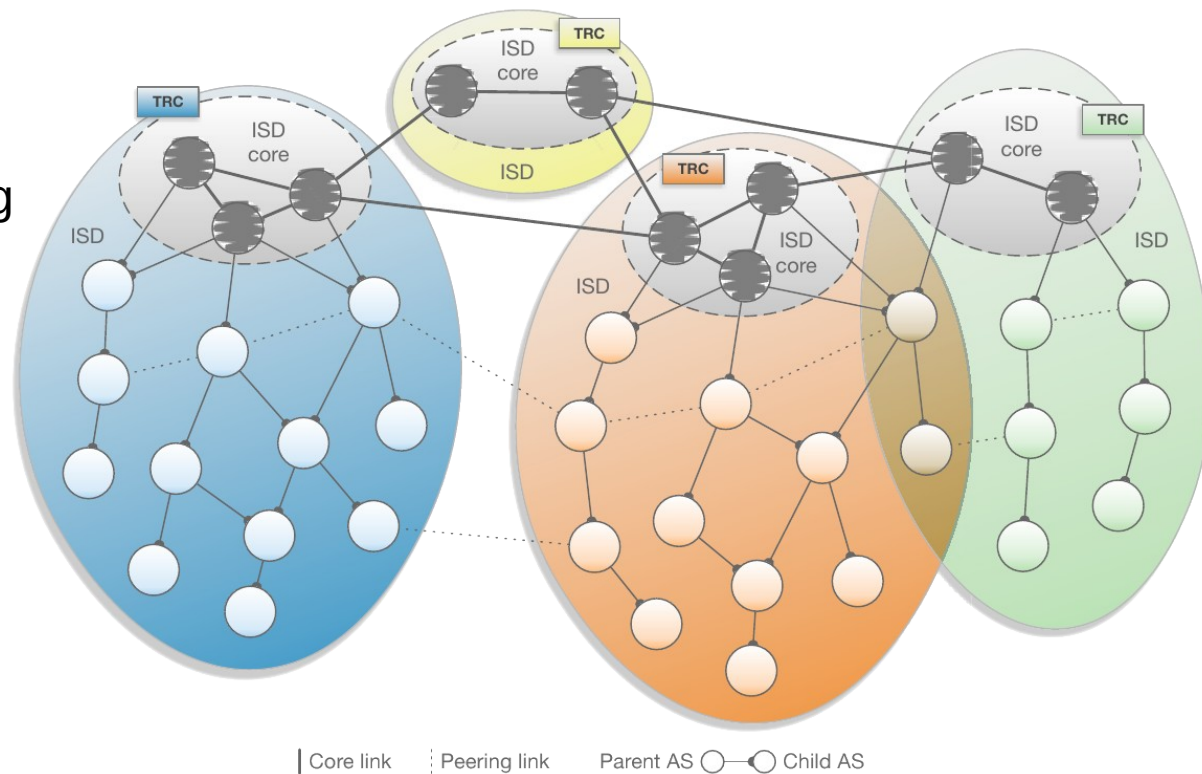 TRC
ISD
core
TRC
ISD
core
ISD
TRC
ISD
core
TRC
ISD
core
g
ISD
ISD
ISD
Core link
Peering link
Parent AS
Child AS